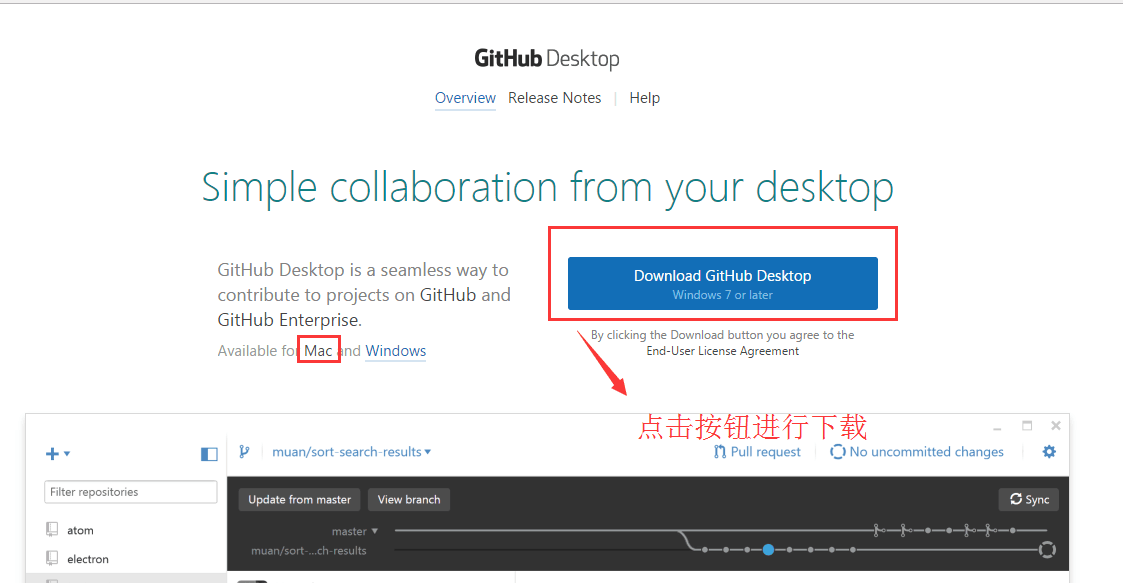 GitHub Desktop
Overview Release Notes | Help
Simple collaboration from your desktop
GitHub Desktop is a seamless way to
contribute to projects on GitHub and
GitHub Enterprise.
Available for Mac and Windows
Download GitHub Desktop
Windows 7 or later
By clicking the Download button you agree to the
End-User License Agreement
点击按钮进行下载
muan/sort-search-results
Pull request
No uncommitted changes
Filter repositories
Update from master
View branch
Sync
atom
master
muan/sort-...ch-results
electron